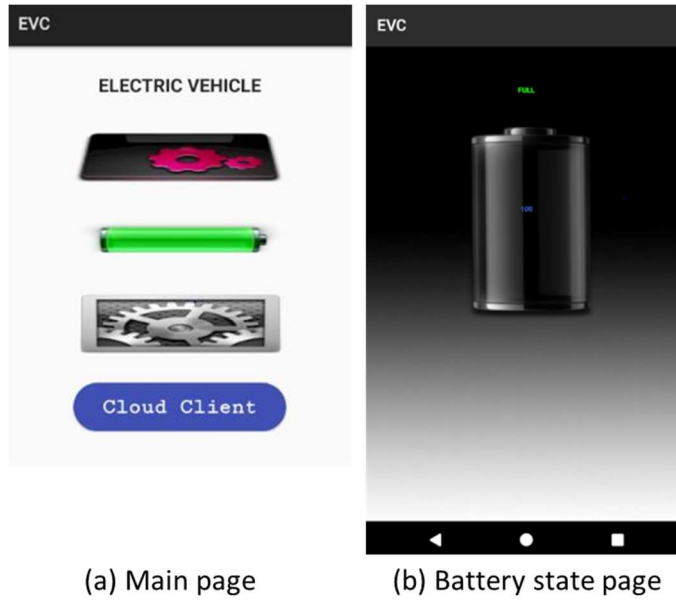 EVC
ELECTRIC VEHICLE
Cloud Client
(a) Main page
EVC
FULL
100
(b) Battery state page